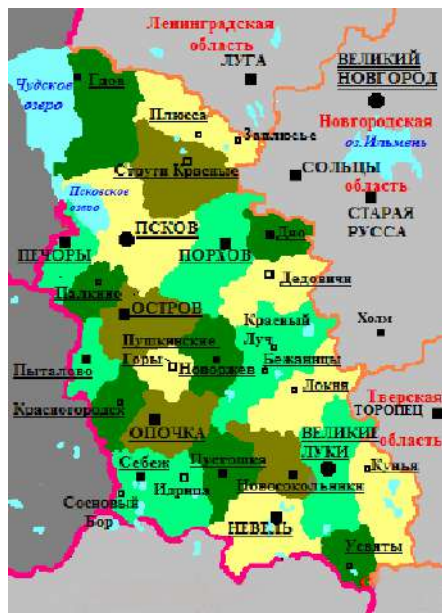 Ленинградская
область
ЛУГА
ВЕЛИКИЙ
НОВГОРОД
Чудское
озеро
Гдов
Плюсса
Заплюсье
Новгородская
оз.Ильмень
Струги Красные
СОЛЬЦЫ
область
Псковское
озеро
СТАРАЯ
РУССА
ПСКОВ
ПЕЧОРЫ
ПОРХОВ
Дно
Дедовичи
Палкино
ОСТРОВ
Красный
Луч
Холм
Пушкинские
Горы
Новоржев
Бежаницы
Пыталово
Локня
Тверская
ТОРОПЕЦ
область
Красногородск
ОПОЧКА
ВЕЛИКИЕ
ЛУКИ
Себеж
Пустошка
Кунья
Идрица
Новосокольники
Сосновый
Бор
НЕВЕЛЬ
Усвяты